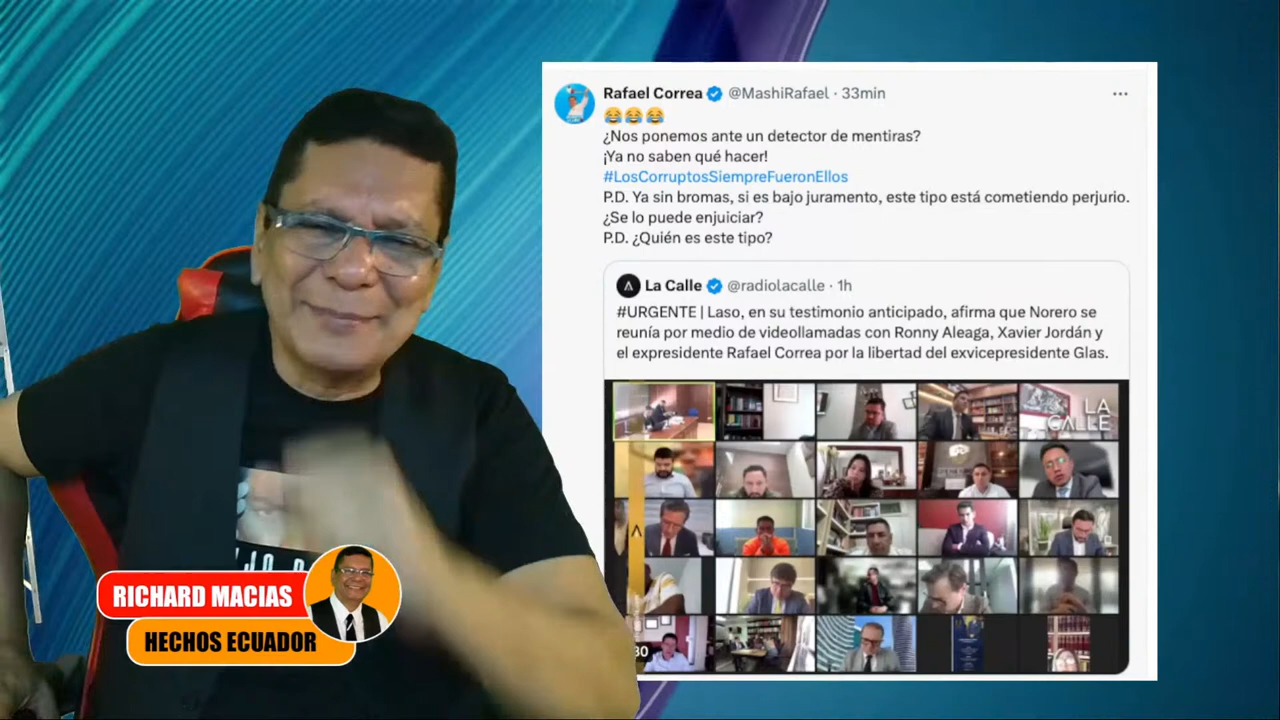 Rafael Correa @MashiRafael · 33min
😂😂😂
¿Nos ponemos ante un detector de mentiras?
¡Ya no saben qué hacer!
#LosCorruptosSiempreFueronEllos
P.D. Ya sin bromas, si es bajo juramento, este tipo está cometiendo perjurio.
¿Se lo puede enjuiciar?
P.D. ¿Quién es este tipo?
La Calle @radiolacalle · 1h
#URGENTE | Laso, en su testimonio anticipado, afirma que Norero se
reunía por medio de videollamadas con Ronny Aleaga, Xavier Jordán y
el expresidente Rafael Correa por la libertad del exvicepresidente Glas.
LA
CALLE
RICHARD MACIAS
HECHOS ECUADOR